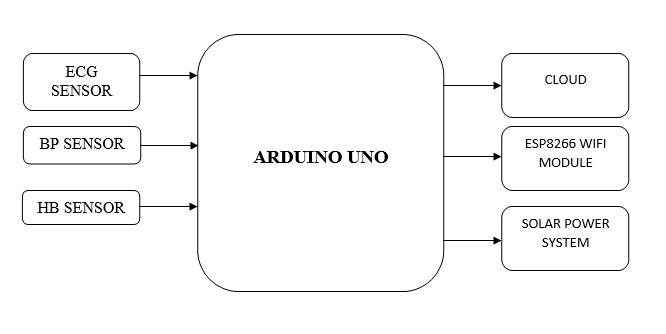 ECG
SENSOR
BP SENSOR
HB SENSOR
ARDUINO UNO
CLOUD
ESP8266 WIFI
MODULE
SOLAR POWER
SYSTEM